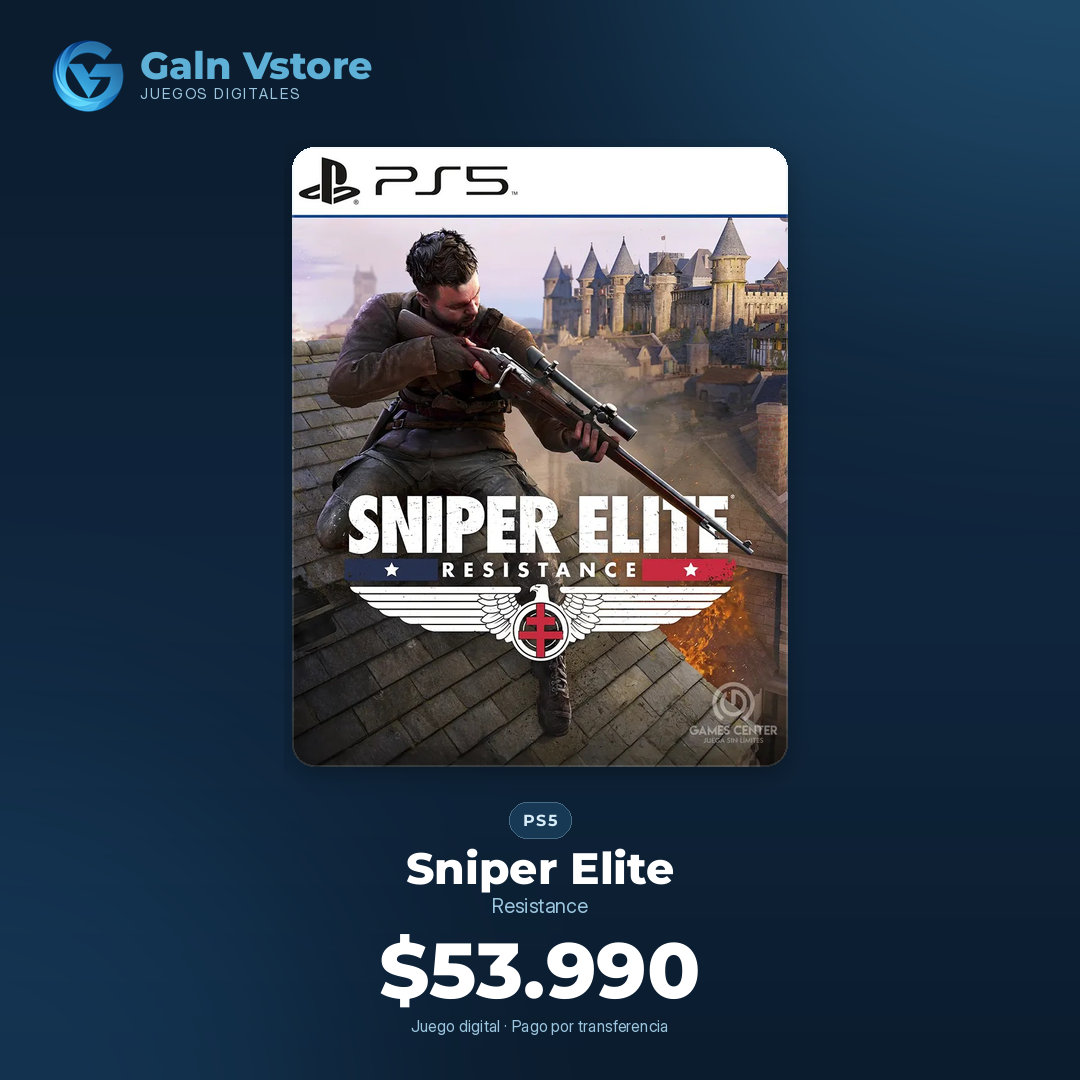 GaIn Vstore
JUEGOS DIGITALES
PS5
SNIPER ELITE
RESISTANCE
GAMES CENTER
JUEGA SIN LIMITES
PS5
Sniper Elite
Resistance
$53.990
Juego digital · Pago por transferencia